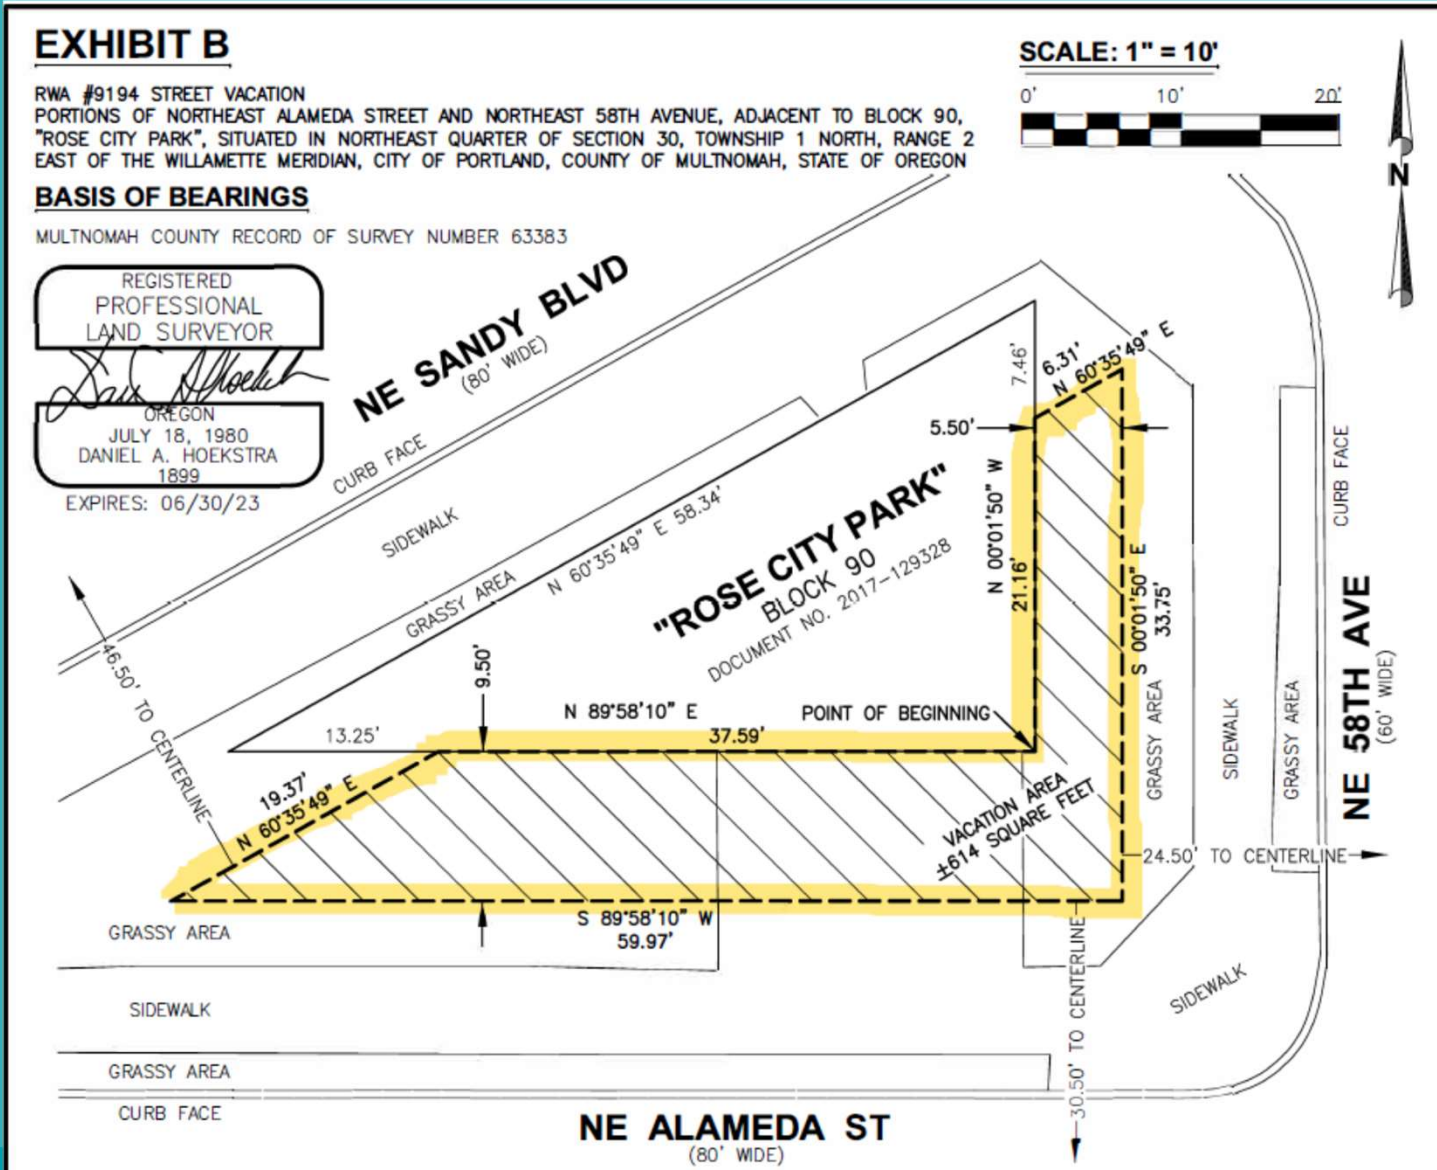 EXHIBIT B
RWA #9194 STREET VACATION
PORTIONS OF NORTHEAST ALAMEDA STREET AND NORTHEAST 58TH AVENUE, ADJACENT TO BLOCK 90,
"ROSE CITY PARK", SITUATED IN NORTHEAST QUARTER OF SECTION 30, TOWNSHIP 1 NORTH, RANGE 2
EAST OF THE WILLAMETTE MERIDIAN, CITY OF PORTLAND, COUNTY OF MULTNOMAH, STATE OF OREGON
BASIS OF BEARINGS
MULTNOMAH COUNTY RECORD OF SURVEY NUMBER 63383
SCALE: 1" = 10'
0' 10' 20'
N
REGISTERED
PROFESSIONAL
LAND SURVEYOR
OREGON
JULY 18, 1980
DANIEL A. HOEKSTRA
1899
EXPIRES: 06/30/23
NE SANDY BLVD
(80' WIDE)
CURB FACE
SIDEWALK
GRASSY AREA
N 60°35'49" E 58.34'
"ROSE CITY PARK"
BLOCK 90
DOCUMENT NO. 2017-129328
7.46'
6.31'
N 60°35'49" E
5.50'
N 00°01'50" W
21.16'
S 00°01'50" E
33.75'
CURB FACE
GRASSY AREA
SIDEWALK
GRASSY AREA
NE 58TH AVE
(60' WIDE)
46.50' TO CENTERLINE
9.50'
13.25'
N 89°58'10" E
37.59'
POINT OF BEGINNING
19.37'
N 60°35'49" E
VACATION AREA
±614 SQUARE FEET
24.50' TO CENTERLINE
S 89°58'10" W
59.97'
30.50' TO CENTERLINE
GRASSY AREA
SIDEWALK
SIDEWALK
GRASSY AREA
CURB FACE
NE ALAMEDA ST
(80' WIDE)